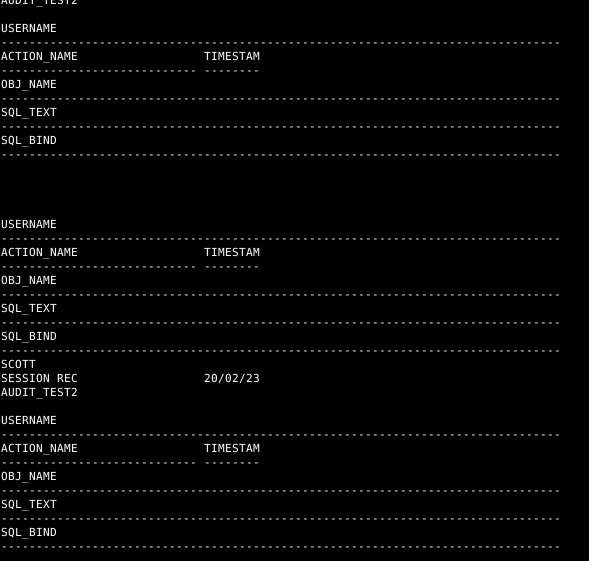 AUDIT_TEST2
USERNAME
--------------------------------------------------------------------------------
ACTION_NAME                  TIMESTAM
---------------------------- --------
OBJ_NAME
--------------------------------------------------------------------------------
SQL_TEXT
--------------------------------------------------------------------------------
SQL_BIND
--------------------------------------------------------------------------------
USERNAME
--------------------------------------------------------------------------------
ACTION_NAME                  TIMESTAM
---------------------------- --------
OBJ_NAME
--------------------------------------------------------------------------------
SQL_TEXT
--------------------------------------------------------------------------------
SQL_BIND
--------------------------------------------------------------------------------
SCOTT
SESSION REC                  20/02/23
AUDIT_TEST2
USERNAME
--------------------------------------------------------------------------------
ACTION_NAME                  TIMESTAM
---------------------------- --------
OBJ_NAME
--------------------------------------------------------------------------------
SQL_TEXT
--------------------------------------------------------------------------------
SQL_BIND
--------------------------------------------------------------------------------